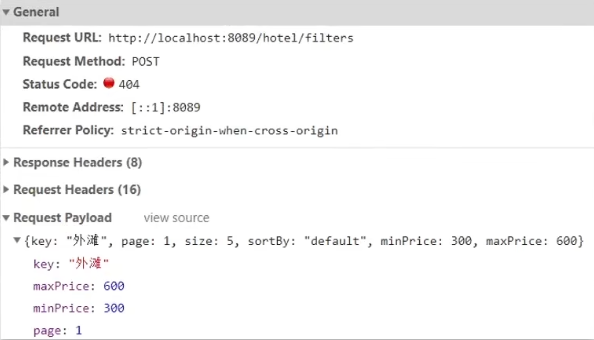 General
Request URL: http://localhost:8089/hotel/filters
Request Method: POST
Status Code: 404
Remote Address: [::1]:8089
Referrer Policy: strict-origin-when-cross-origin
Response Headers (8)
Request Headers (16)
Request Payload view source
{key: "外滩", page: 1, size: 5, sortBy: "default", minPrice: 300, maxPrice: 600}
key: "外滩"
maxPrice: 600
minPrice: 300
page: 1